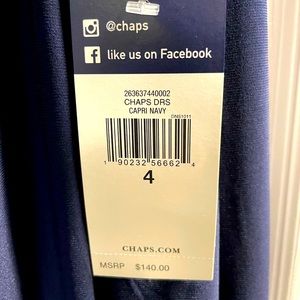 @chaps
like us on Facebook
263637440002
CHAPS DRS
CAPRI NAVY
DNS1011
1 90232 56662 4
4
CHAPS.COM
MSRP $140.00